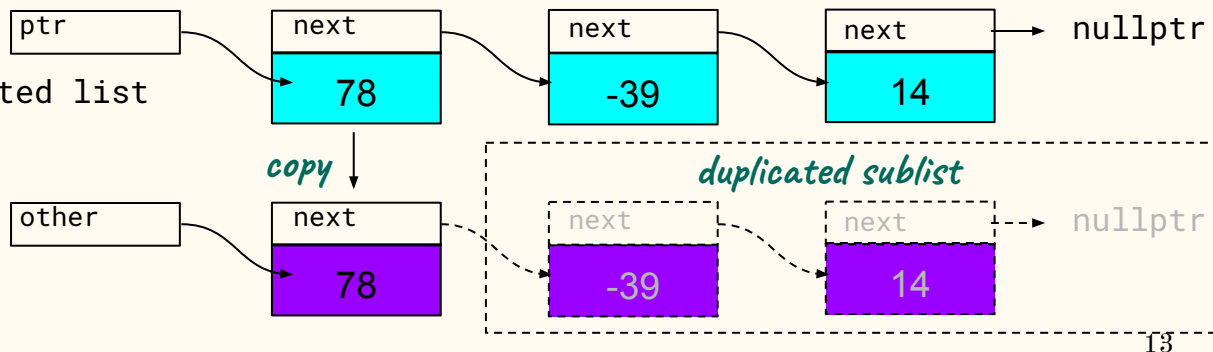 ptr next next next nullptr
78 -39 14
ted list
copy
duplicated sublist
other next next next nullptr
78 -39 14
13